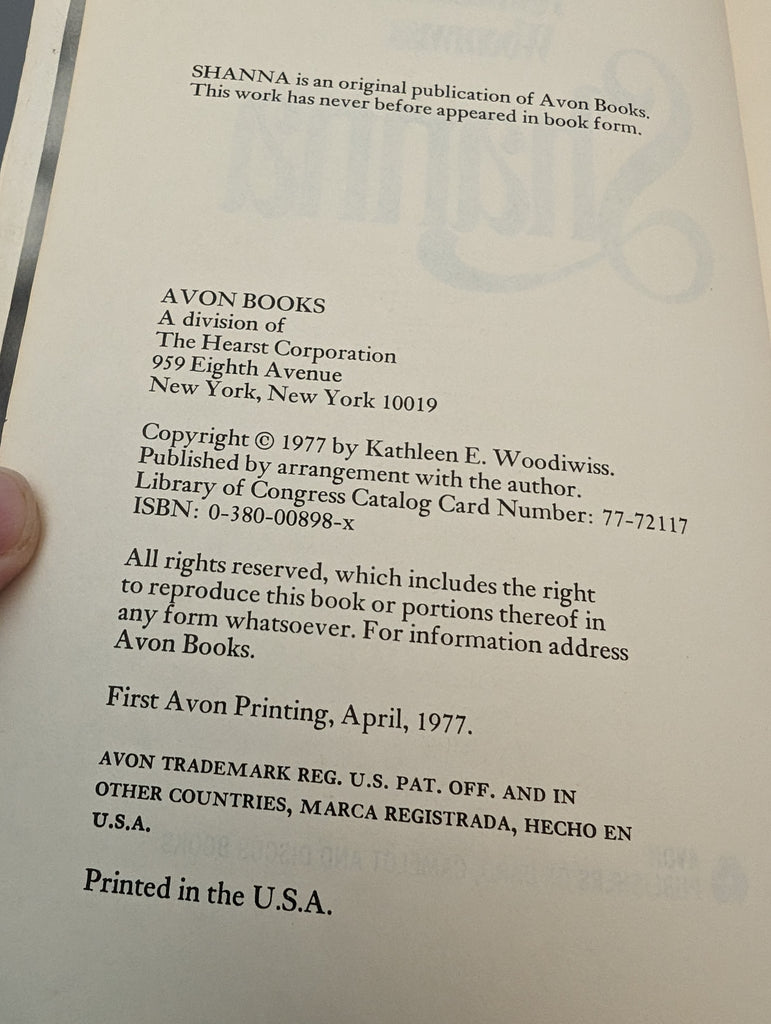 SHANNA is an original publication of Avon Books.
This work has never before appeared in book form.
AVON BOOKS
A division of
The Hearst Corporation
959 Eighth Avenue
New York, New York 10019
Copyright © 1977 by Kathleen E. Woodiwiss.
Published by arrangement with the author.
Library of Congress Catalog Card Number: 77-72117
ISBN: 0-380-00898-x
All rights reserved, which includes the right
to reproduce this book or portions thereof in
any form whatsoever. For information address
Avon Books.
First Avon Printing, April, 1977.
AVON TRADEMARK REG. U.S. PAT. OFF. AND IN
OTHER COUNTRIES, MARCA REGISTRADA, HECHO EN
U.S.A.
Printed in the U.S.A.